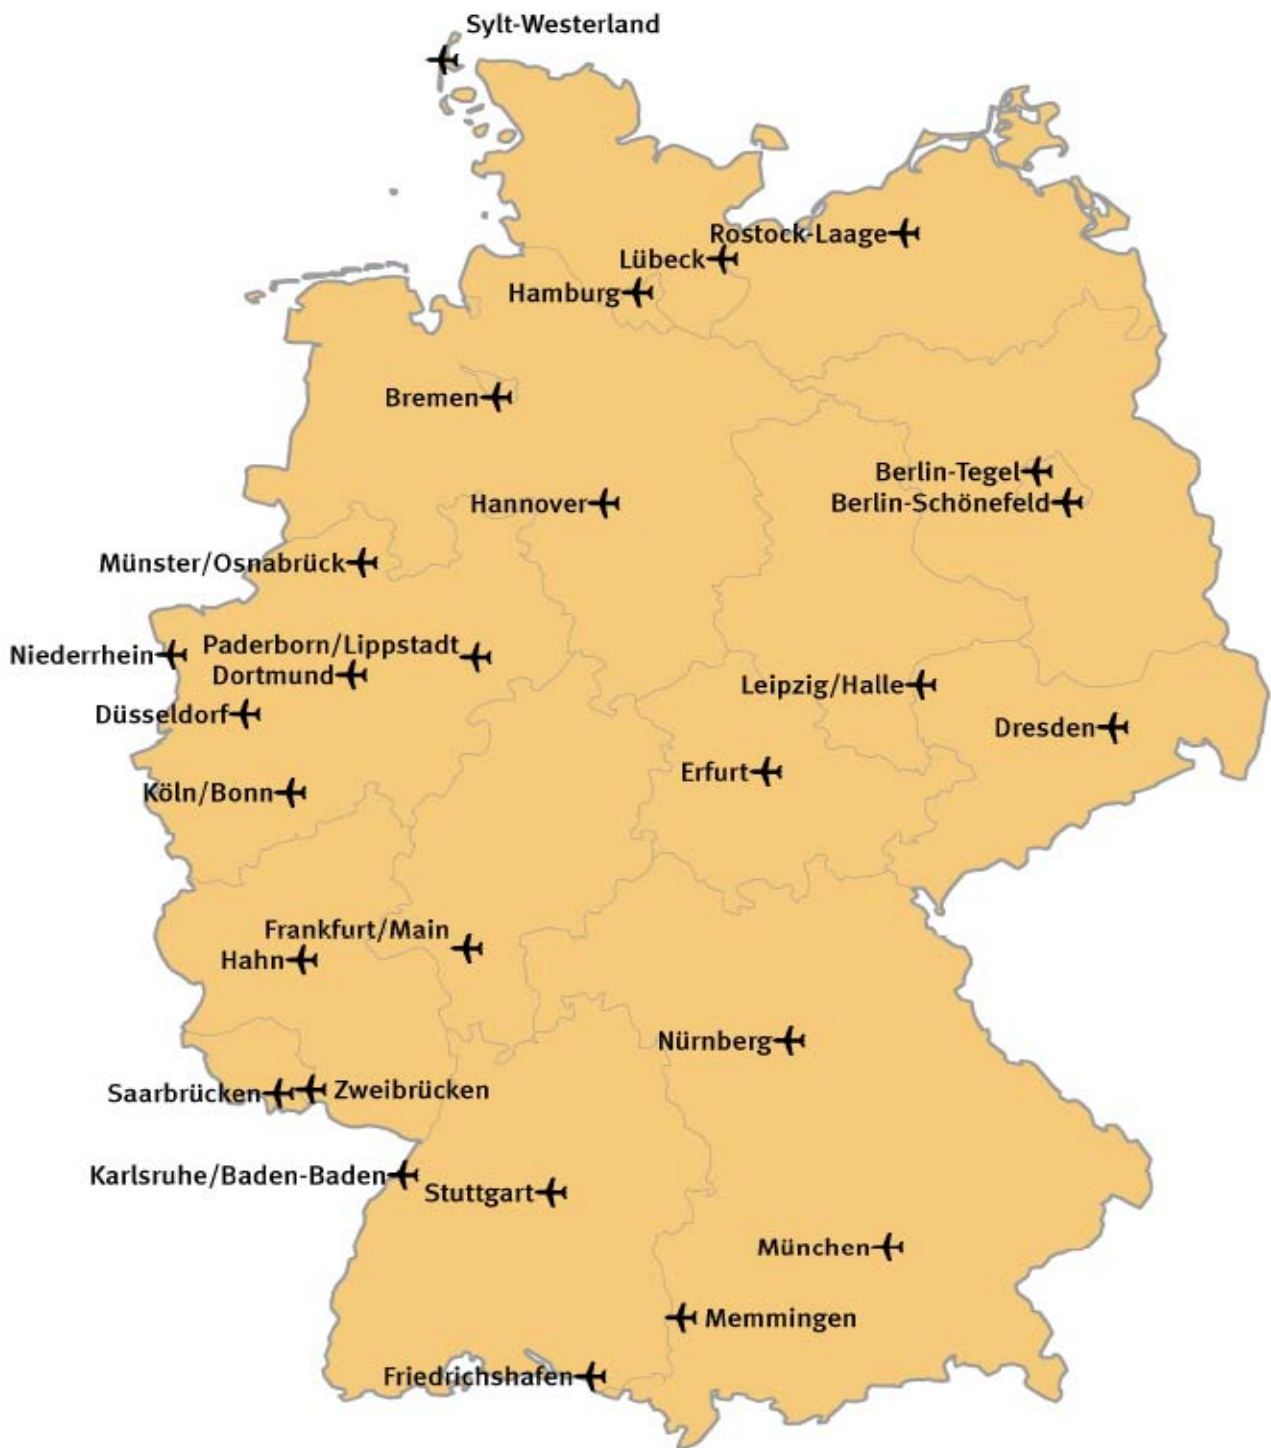 Sylt-Westerland
Rostock-Laage
Lübeck
Hamburg
Bremen
Berlin-Tegel
Berlin-Schönefeld
Hannover
Münster/Osnabrück
Paderborn/Lippstadt
Niederrhein
Dortmund
Leipzig/Halle
Düsseldorf
Dresden
Erfurt
Köln/Bonn
Frankfurt/Main
Hahn
Nürnberg
Saarbrücken
Zweibrücken
Karlsruhe/Baden-Baden
Stuttgart
München
Memmingen
Friedrichshafen